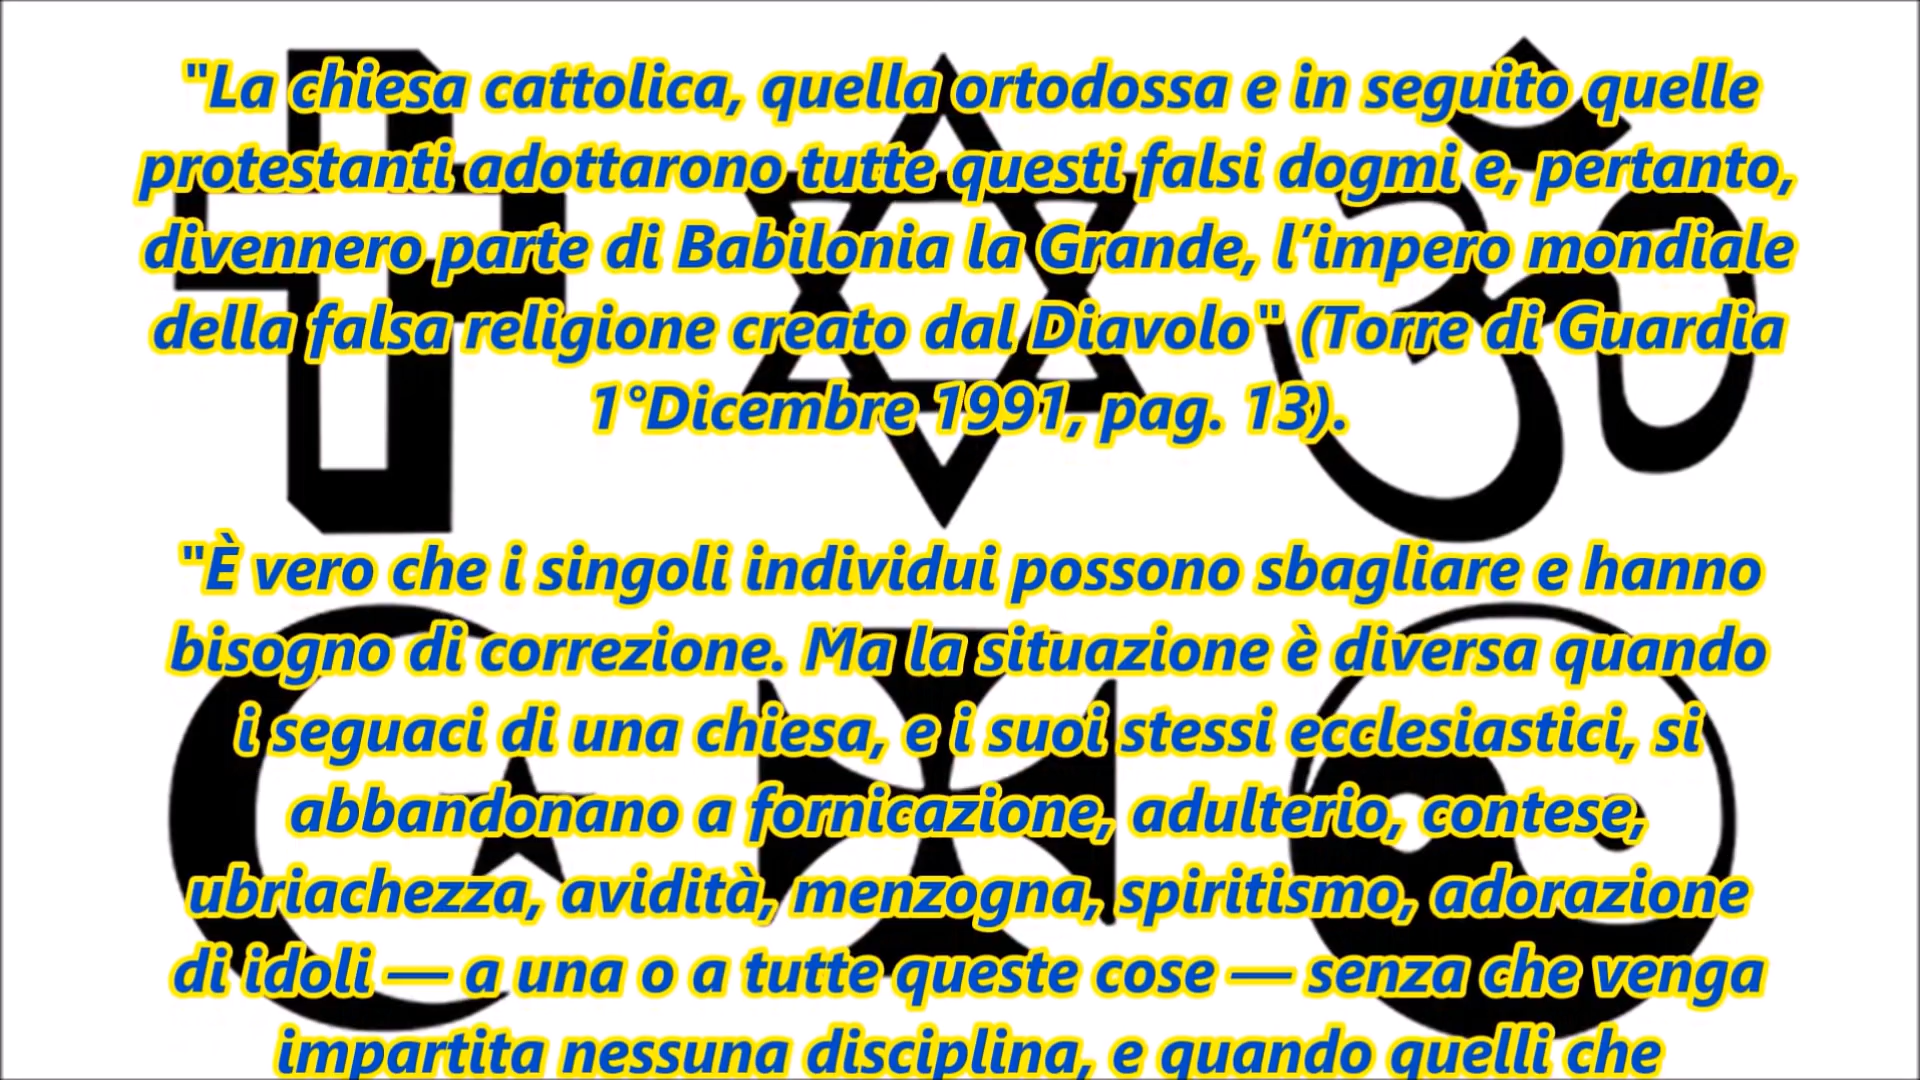 "La chiesa cattolica, quella ortodossa e in seguito quelle
protestanti adottarono tutte questi falsi dogmi e, pertanto,
divennero parte di Babilonia la Grande, l’impero mondiale
della falsa religione creato dal Diavolo" (Torre di Guardia
1°Dicembre 1991, pag. 13).
"È vero che i singoli individui possono sbagliare e hanno
bisogno di correzione. Ma la situazione è diversa quando
i seguaci di una chiesa, e i suoi stessi ecclesiastici, si
abbandonano a fornicazione, adulterio, contese,
ubriachezza, avidità, menzogna, spiritismo, adorazione
di idoli — a una o a tutte queste cose — senza che venga
impartita nessuna disciplina, e quando quelli che